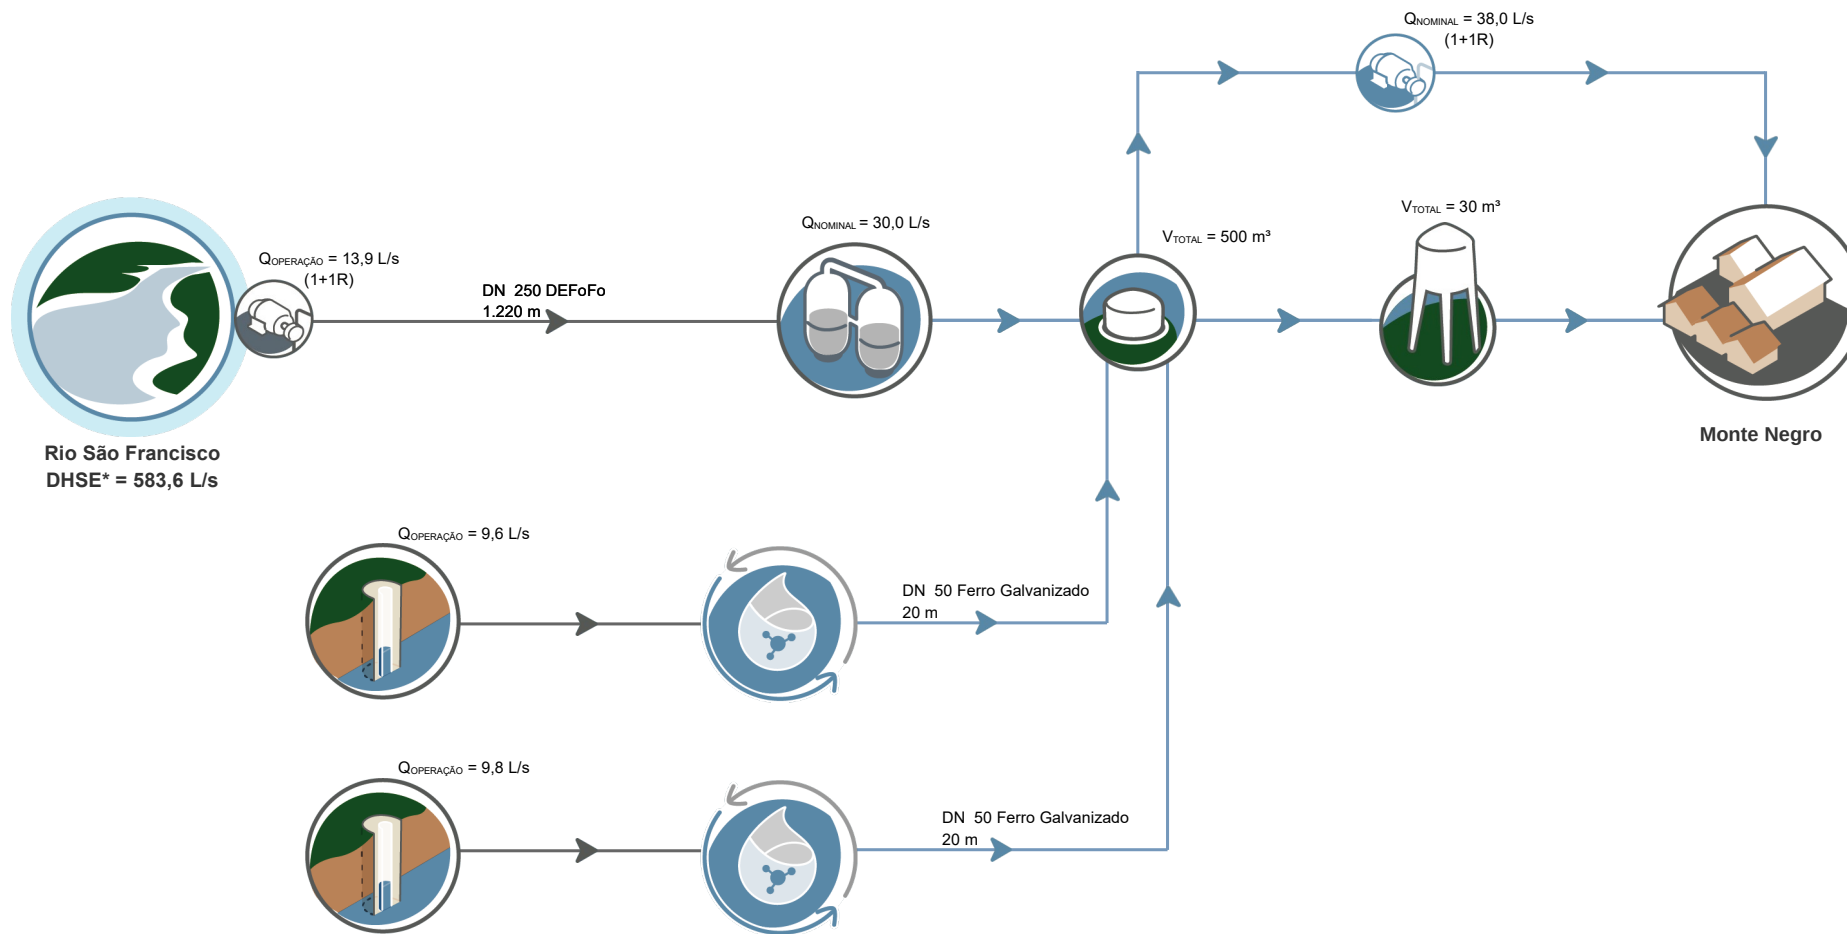 QNOMINAL = 38,0 L/s
(1+1R)
QNOMINAL = 30,0 L/s
VTOTAL = 500 m³
VTOTAL = 30 m³
QOPERAÇÃO = 13,9 L/s
(1+1R)
DN 250 DEFoFo
1.220 m
Rio São Francisco
DHSE* = 583,6 L/s
Monte Negro
QOPERAÇÃO = 9,6 L/s
DN 50 Ferro Galvanizado
20 m
QOPERAÇÃO = 9,8 L/s
DN 50 Ferro Galvanizado
20 m